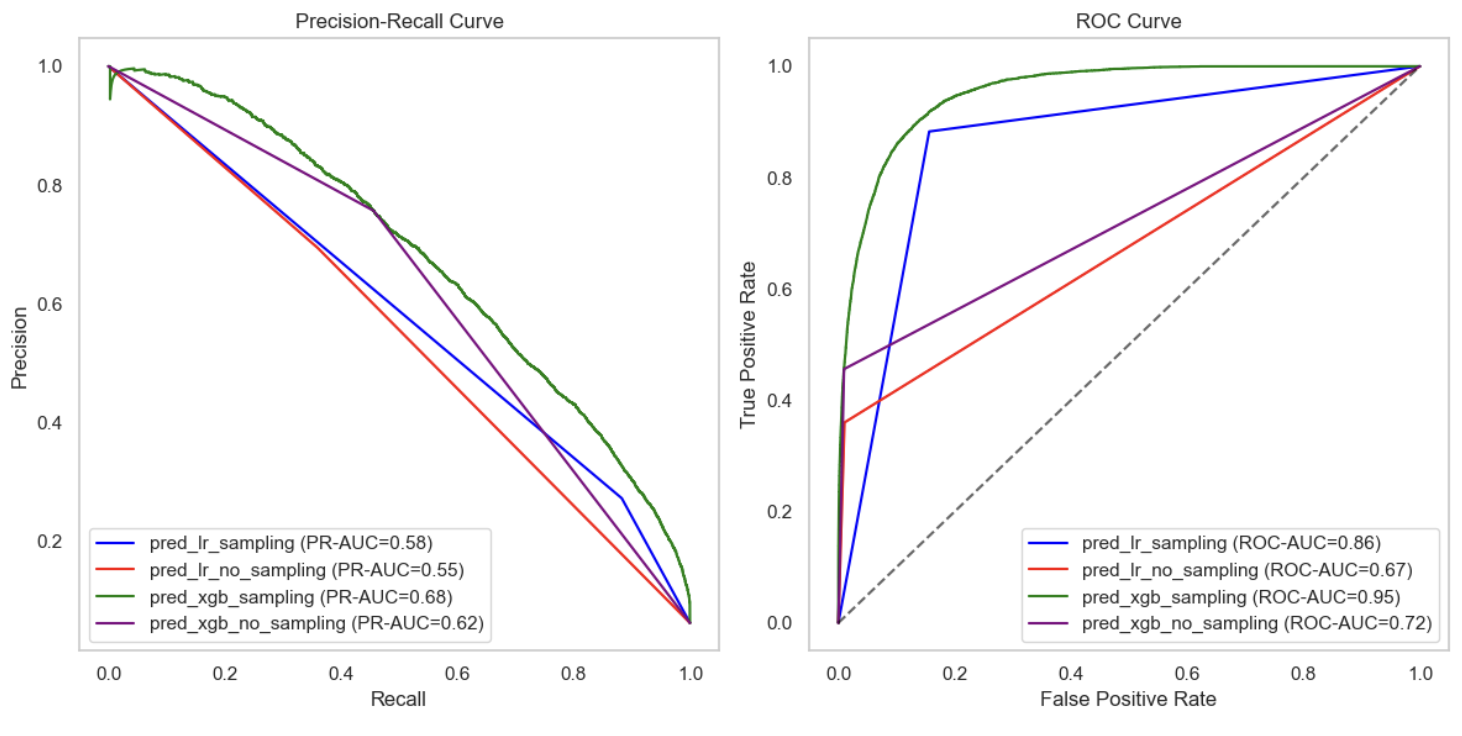 Precision-Recall Curve
1.0
0.8
0.6
0.4
0.2
Precision
0.0 0.2 0.4 0.6 0.8 1.0
Recall
pred_lr_sampling (PR-AUC=0.58)
pred_lr_no_sampling (PR-AUC=0.55)
pred_xgb_sampling (PR-AUC=0.68)
pred_xgb_no_sampling (PR-AUC=0.62)
ROC Curve
1.0
0.8
0.6
0.4
0.2
0.0
True Positive Rate
0.0 0.2 0.4 0.6 0.8 1.0
False Positive Rate
pred_lr_sampling (ROC-AUC=0.86)
pred_lr_no_sampling (ROC-AUC=0.67)
pred_xgb_sampling (ROC-AUC=0.95)
pred_xgb_no_sampling (ROC-AUC=0.72)